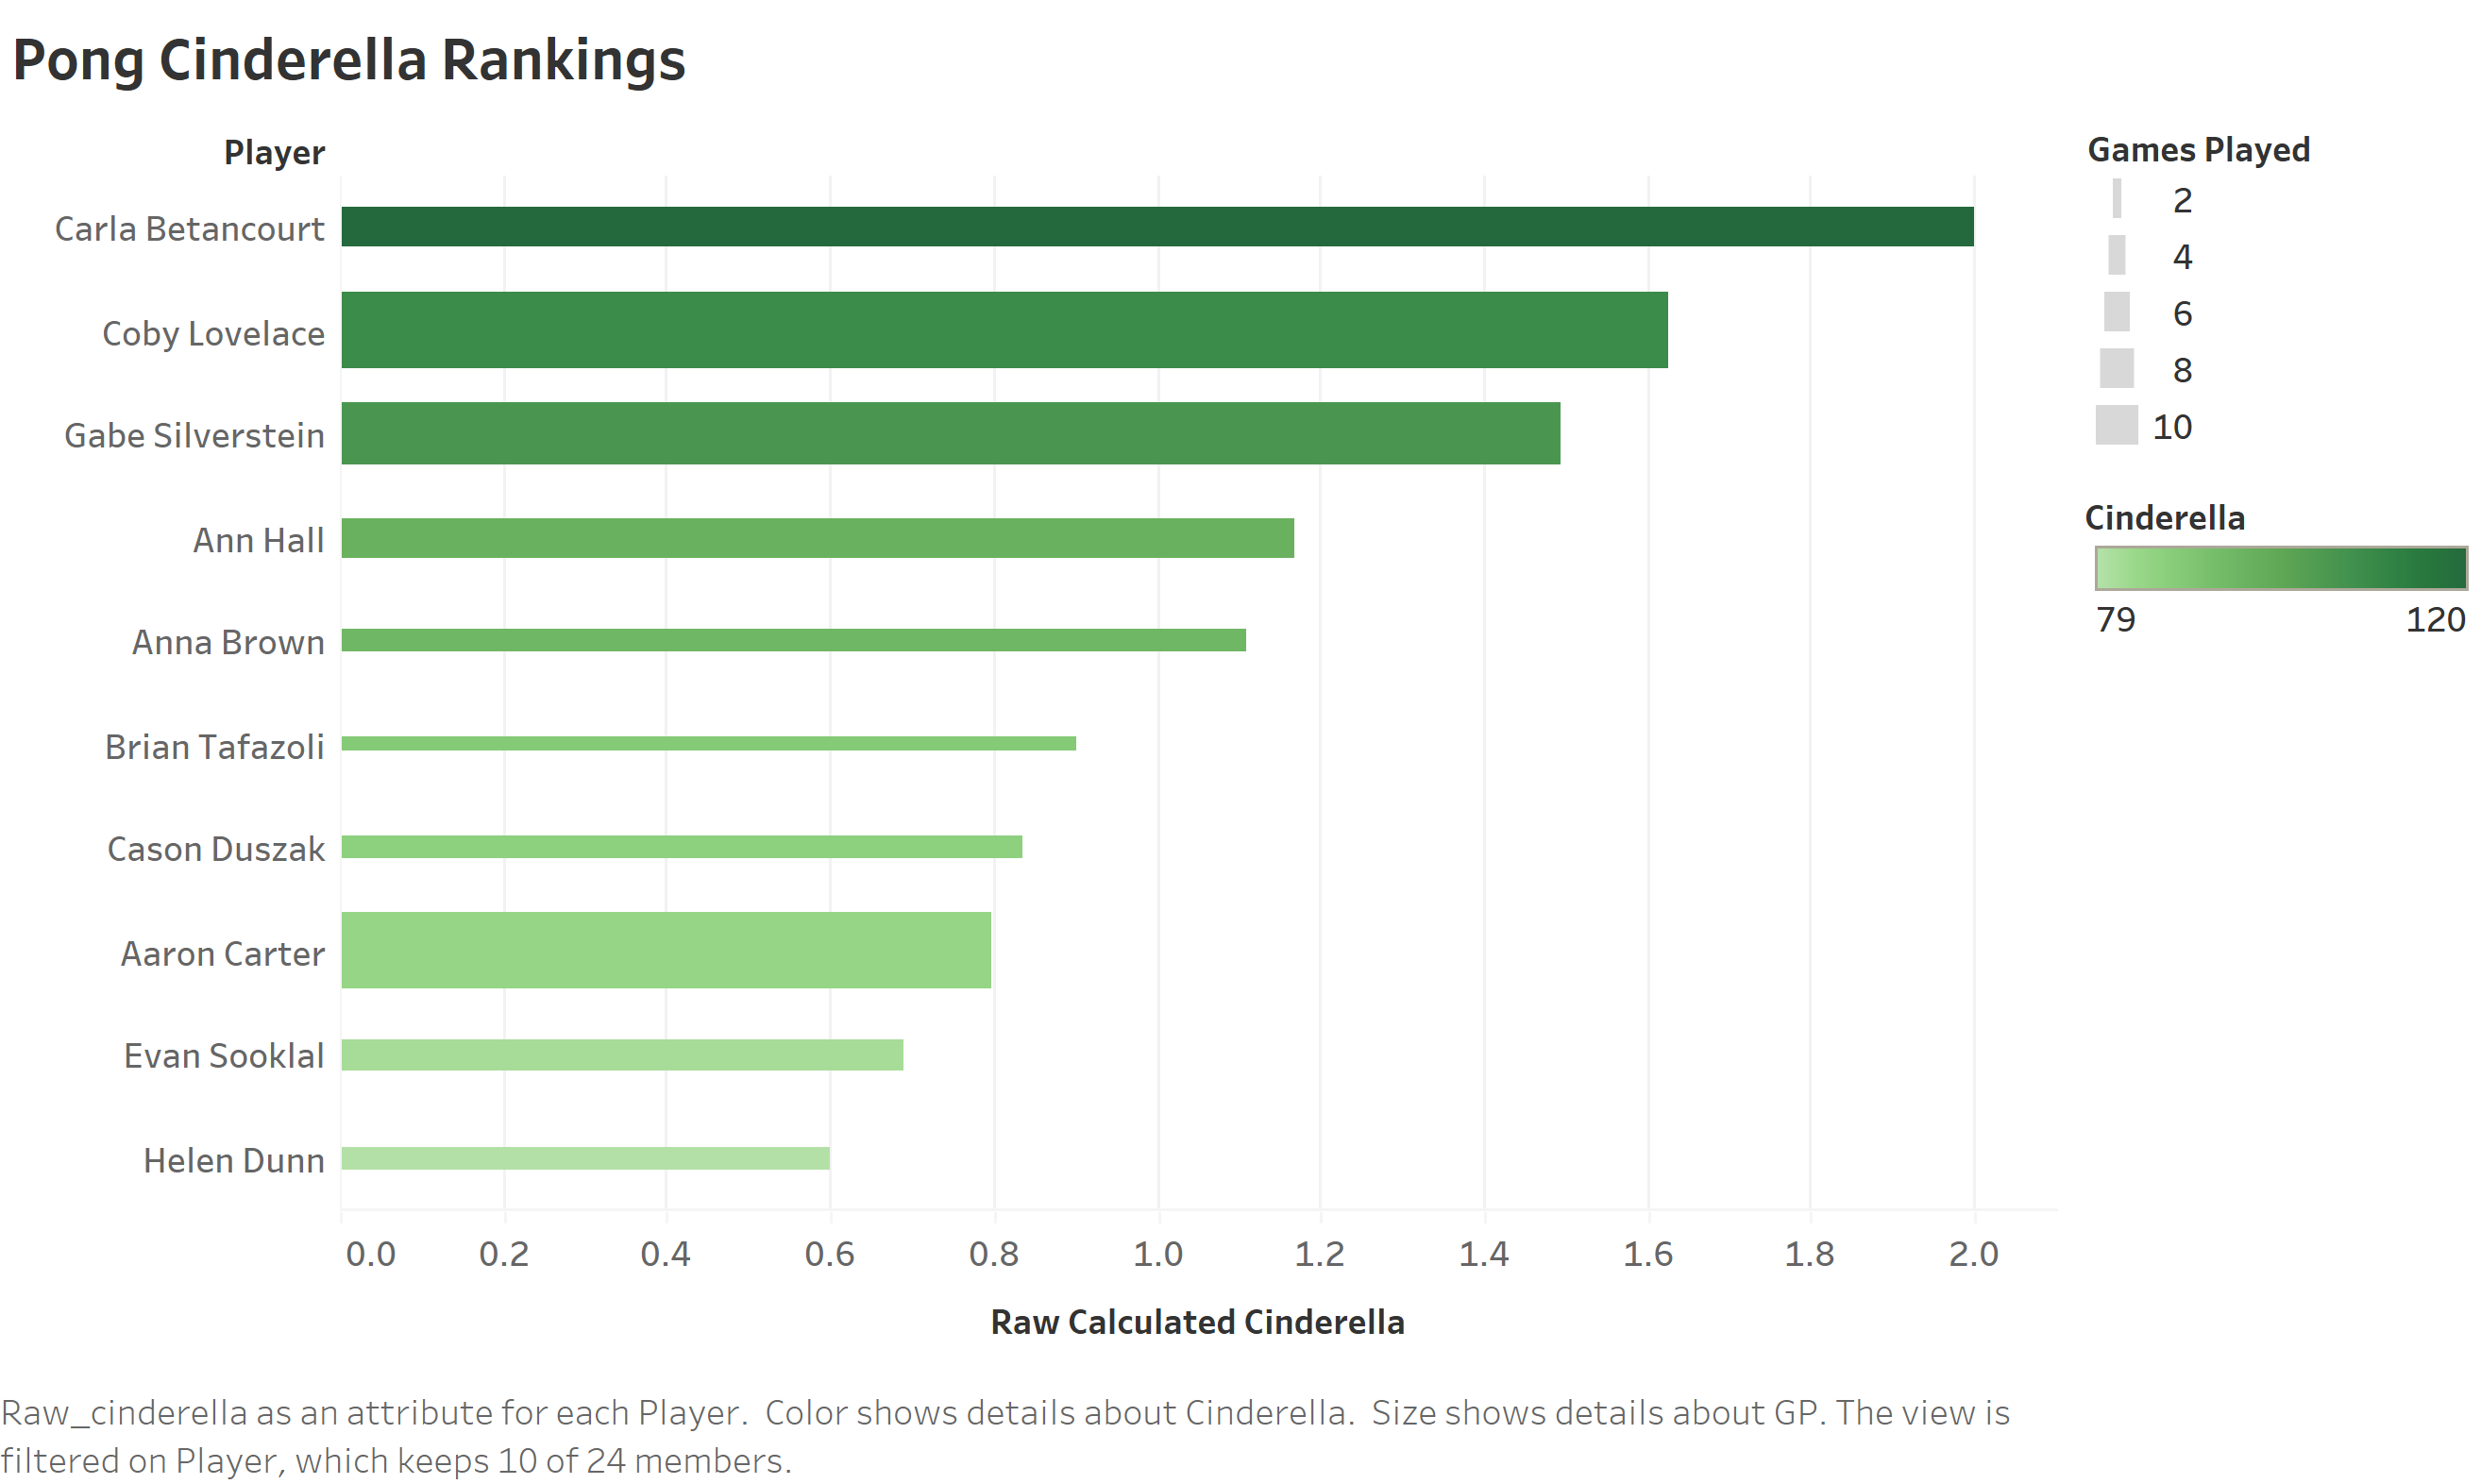 Pong Cinderella Rankings
Player
Carla Betancourt
Coby Lovelace
Gabe Silverstein
Ann Hall
Anna Brown
Brian Tafazoli
Cason Duszak
Aaron Carter
Evan Sooklal
Helen Dunn
0.0 0.2 0.4 0.6 0.8 1.0 1.2 1.4 1.6 1.8 2.0
Raw Calculated Cinderella
Games Played
2
4
6
8
10
Cinderella
79 120
Raw_cinderella as an attribute for each Player. Color shows details about Cinderella. Size shows details about GP. The view is
filtered on Player, which keeps 10 of 24 members.